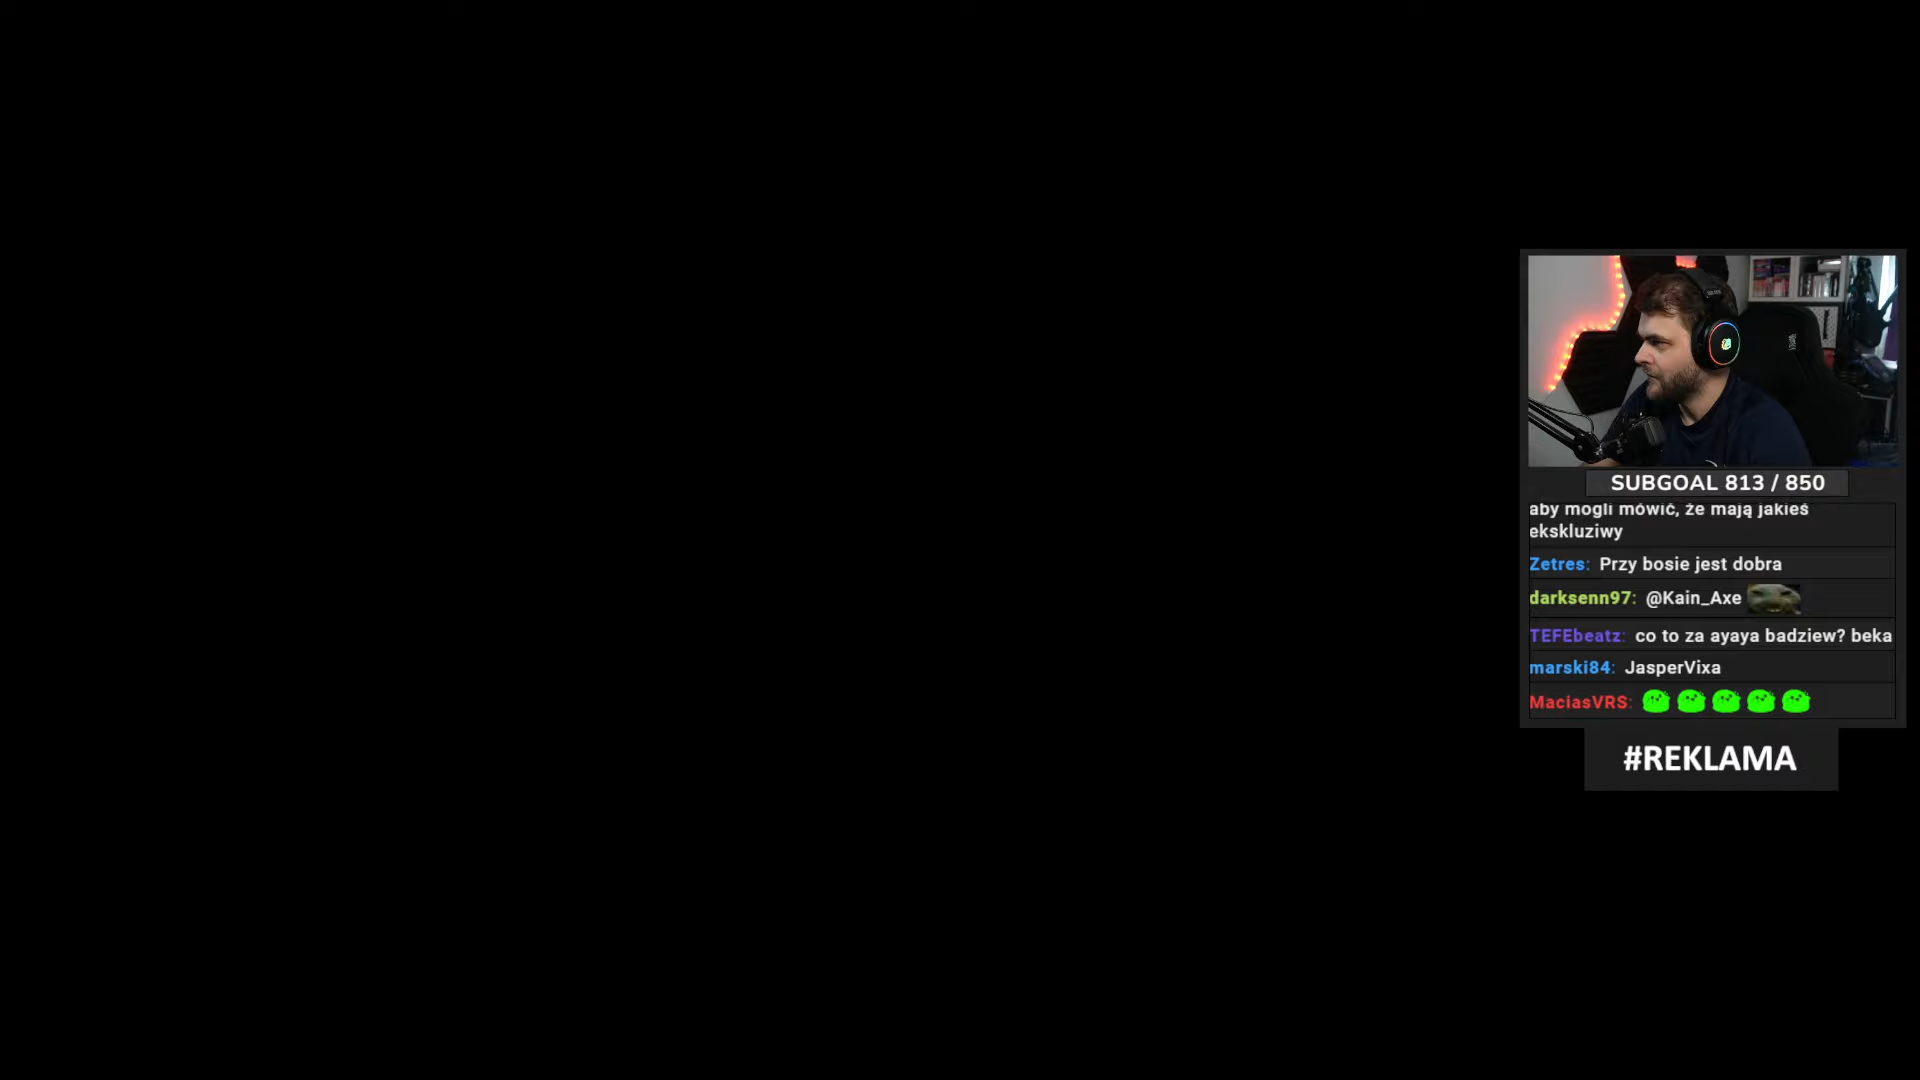 SUBGOAL 813 / 850
aby mogli mówić, że mają jakieś
ekskluziwy
Zetres: Przy bosie jest dobra
darksenn97: @Kain_Axe
TEFEbeatz: co to za ayaya badziew? beka
marski84: JasperVixa
MaciasVRS:
#REKLAMA